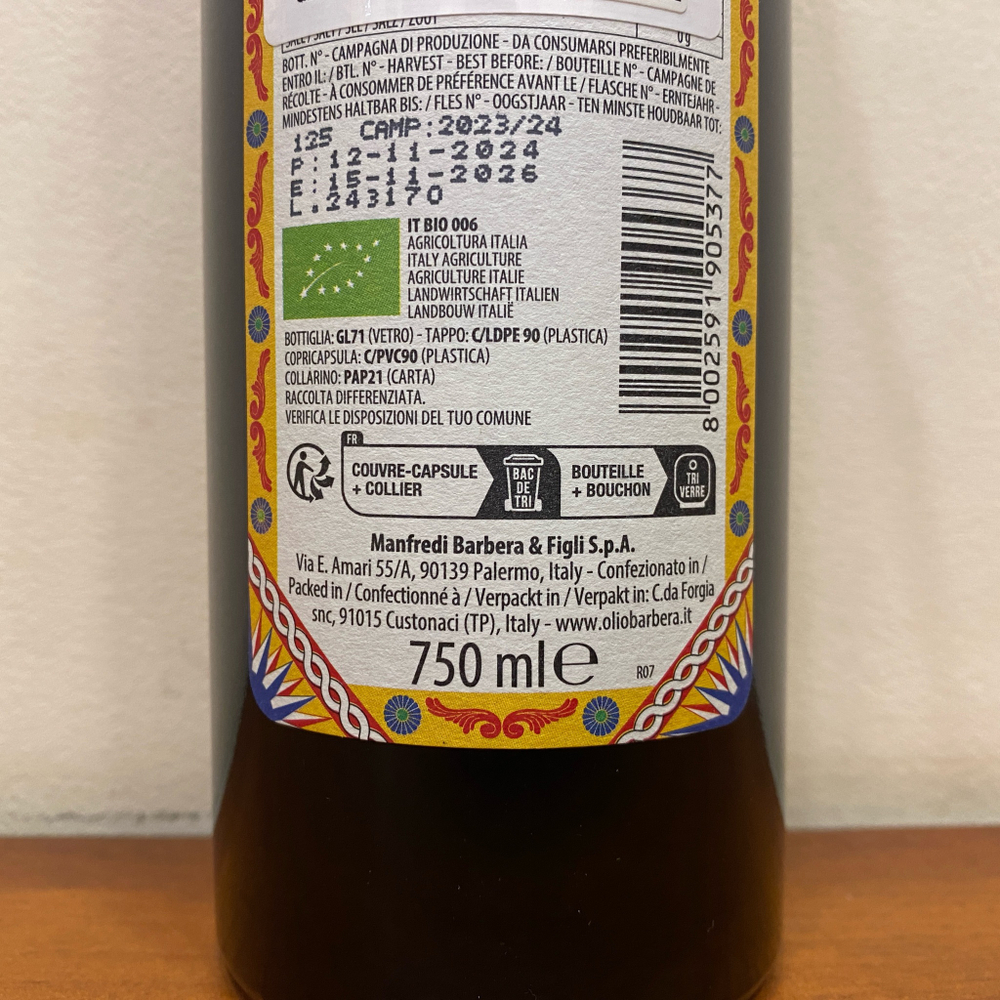 SALE / SALT / SEL / SALZ / ZOUT
0 g
BOTT. N° - CAMPAGNA DI PRODUZIONE - DA CONSUMARSI PREFERIBILMENTE
ENTRO IL: / BTL. N° - HARVEST - BEST BEFORE: / BOUTEILLE N° - CAMPAGNE DE
RÉCOLTE - À CONSOMMER DE PRÉFÉRENCE AVANT LE / FLASCHE N° - ERNTEJAHR -
MINDESTENS HALTBAR BIS: / FLES N° - OOGSTJAAR - TEN MINSTE HOUDBAAR TOT:
125 CAMP:2023/24
P:12-11-2024
E:15-11-2026
L.243170
8 002591 905377
IT BIO 006
AGRICOLTURA ITALIA
ITALY AGRICULTURE
AGRICULTURE ITALIE
LANDWIRTSCHAFT ITALIEN
LANDBOUW ITALIË
BOTTIGLIA: GL71 (VETRO) - TAPPO: C/LDPE 90 (PLASTICA)
COPRICAPSULA: C/PVC90 (PLASTICA)
COLLARINO: PAP21 (CARTA)
RACCOLTA DIFFERENZIATA.
VERIFICA LE DISPOSIZIONI DEL TUO COMUNE
FR
COUVRE-CAPSULE
+ COLLIER
BAC
DE
TRI
BOUTEILLE
+ BOUCHON
TRI
VERRE
Manfredi Barbera & Figli S.p.A.
Via E. Amari 55/A, 90139 Palermo, Italy - Confezionato in /
Packed in / Confectionné à / Verpackt in / Verpakt in: C.da Forgia
snc, 91015 Custonaci (TP), Italy - www.oliobarbera.it
750 ml e
R07